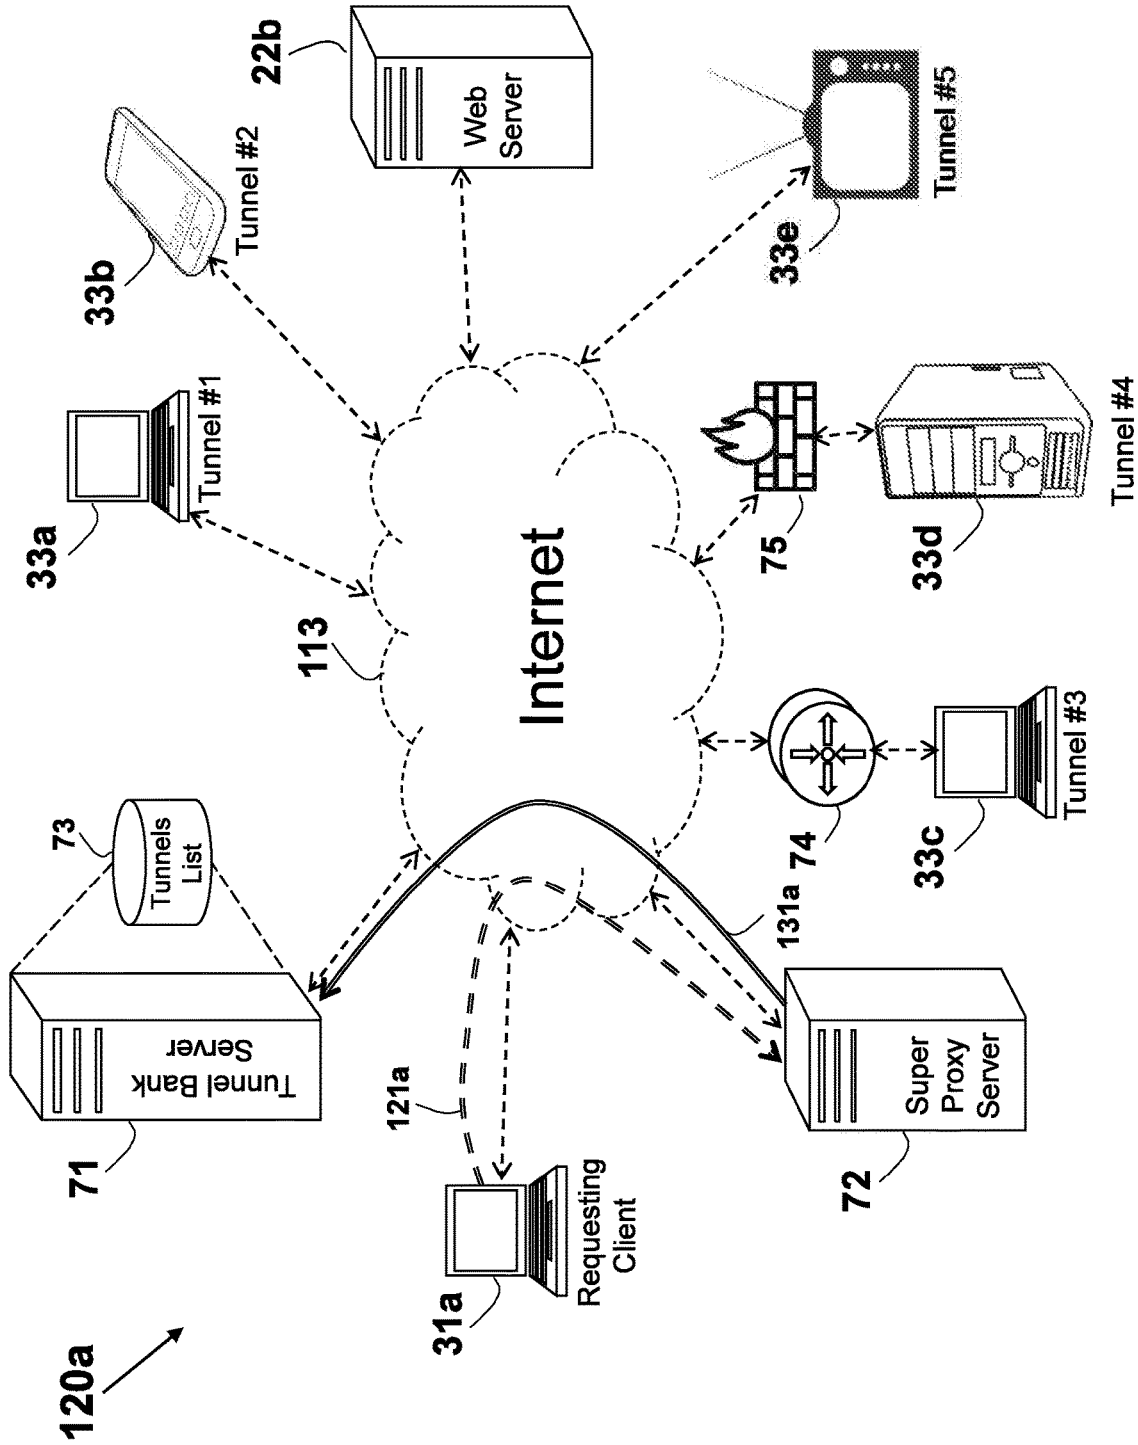 120a
71
Tunnel Bank
Server
73
Tunnels
List
33a
Tunnel #1
33b
Tunnel #2
22b
Web
Server
113
Internet
121a
31a
Requesting
Client
131a
72
Super
Proxy
Server
74
33c
Tunnel #3
75
33d
Tunnel #4
33e
Tunnel #5